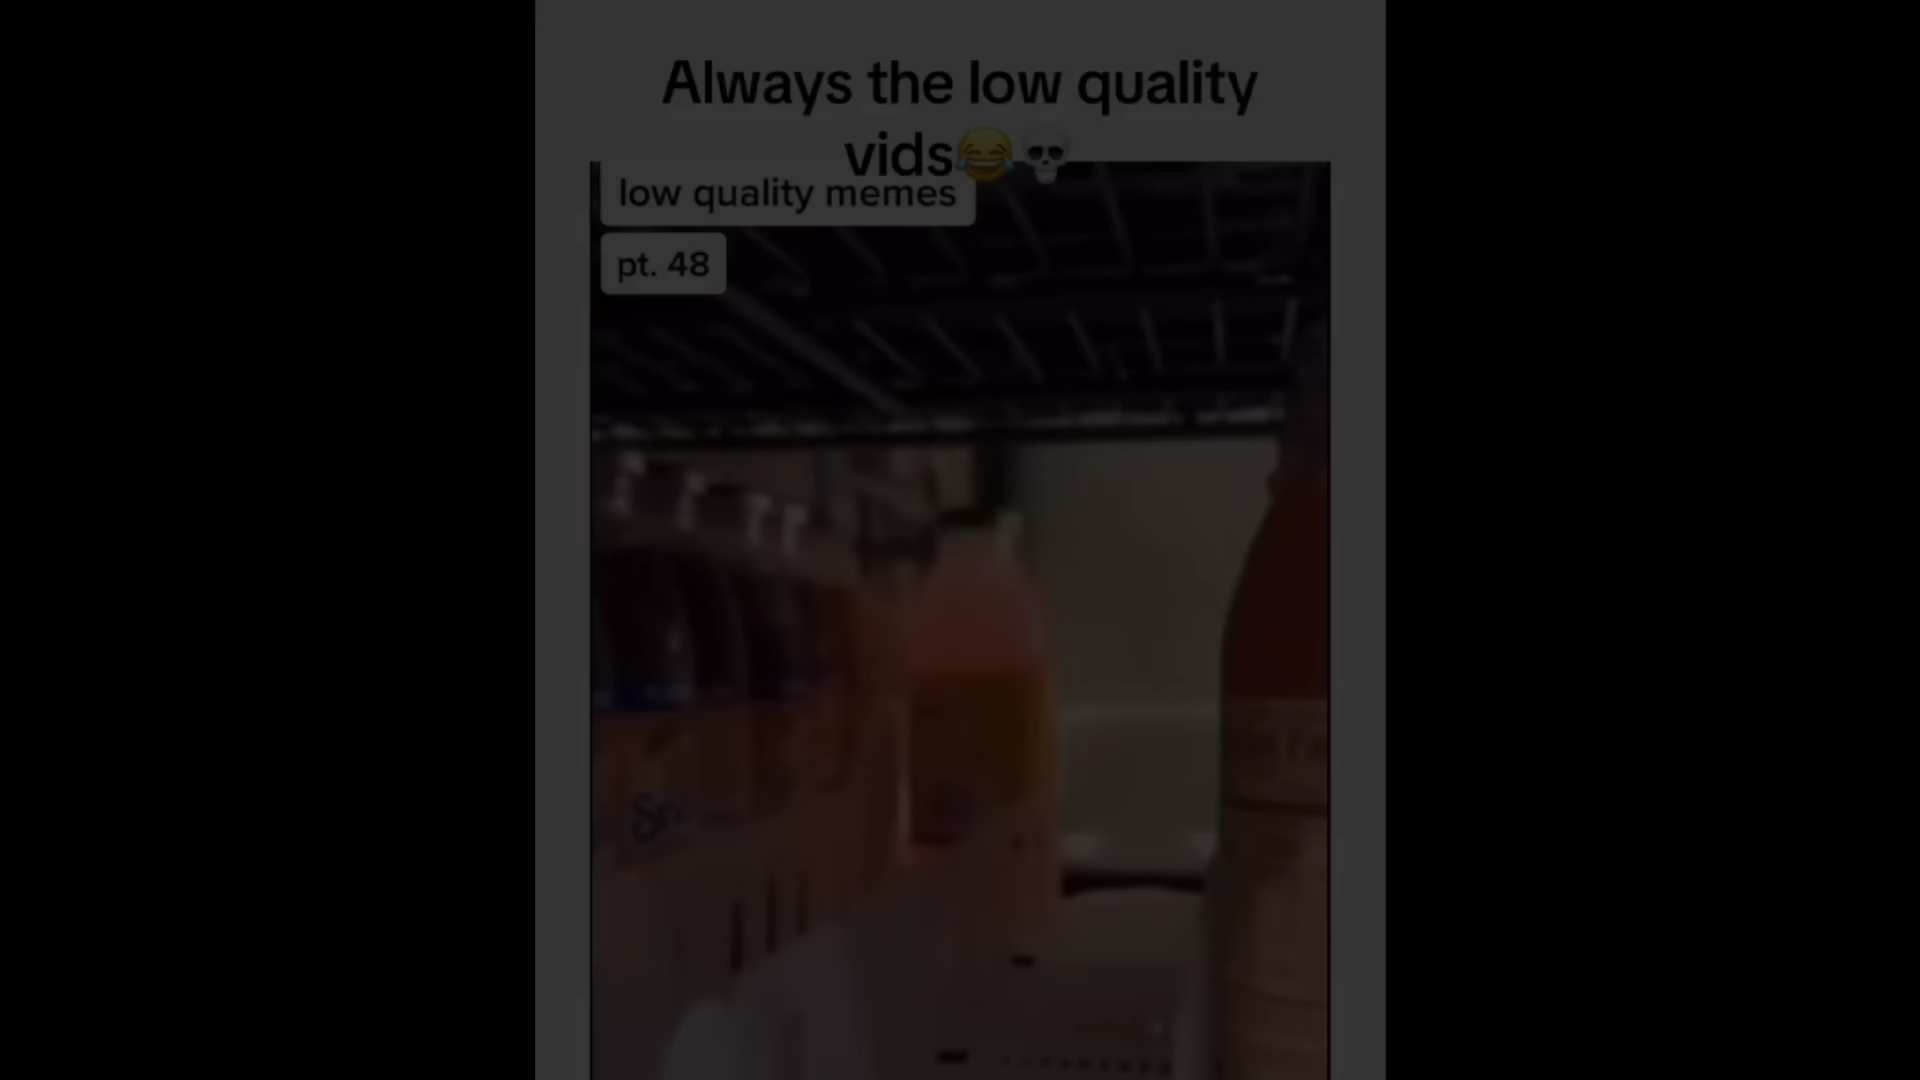 Always the low quality
vids😂💀
low quality memes
pt. 48